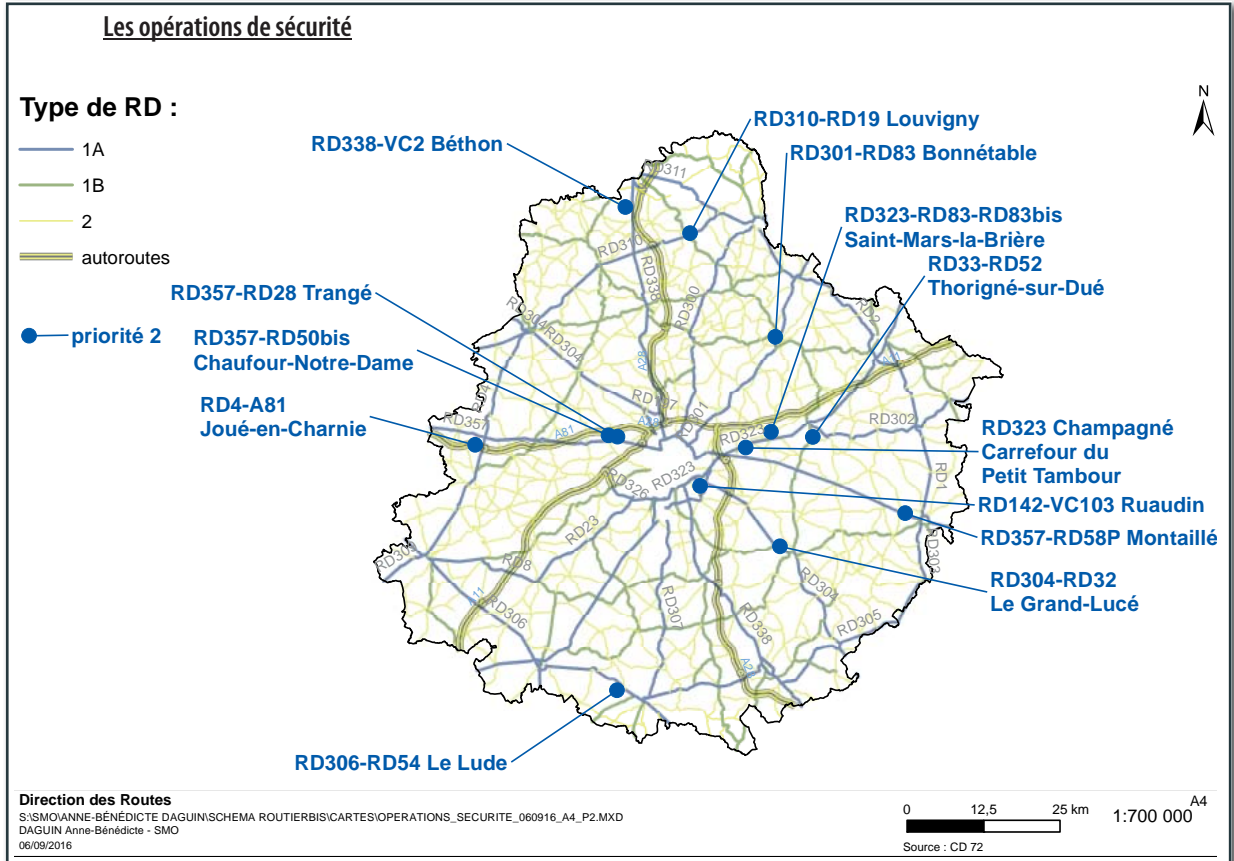 Les opérations de sécurité
Type de RD :
1A
1B
2
autoroutes
priorité 2
N
RD338-VC2 Béthon
RD310-RD19 Louvigny
RD301-RD83 Bonnétable
RD323-RD83-RD83bis
Saint-Mars-la-Brière
RD33-RD52
Thorigné-sur-Dué
RD357-RD28 Trangé
RD357-RD50bis
Chaufour-Notre-Dame
RD4-A81
Joué-en-Charnie
RD323 Champagné
Carrefour du
Petit Tambour
RD142-VC103 Ruaudin
RD357-RD58P Montaillé
RD304-RD32
Le Grand-Lucé
RD306-RD54 Le Lude
RD311
RD310
RD338
RD300
RD304
RD304
RD2
A28
RD301
RD357
A81
RD323
RD302
RD323
RD326
RD1
RD23
RD8
RD303
RD309
A11
RD306
RD307
RD338
RD304
RD305
Direction des Routes
S:\SMO\ANNE-BÉNÉDICTE DAGUIN\SCHEMA ROUTIERBIS\CARTES\OPERATIONS_SECURITE_060916_A4_P2.MXD
DAGUIN Anne-Bénédicte - SMO
06/09/2016
0 12,5 25 km
Source : CD 72
1:700 000
A4